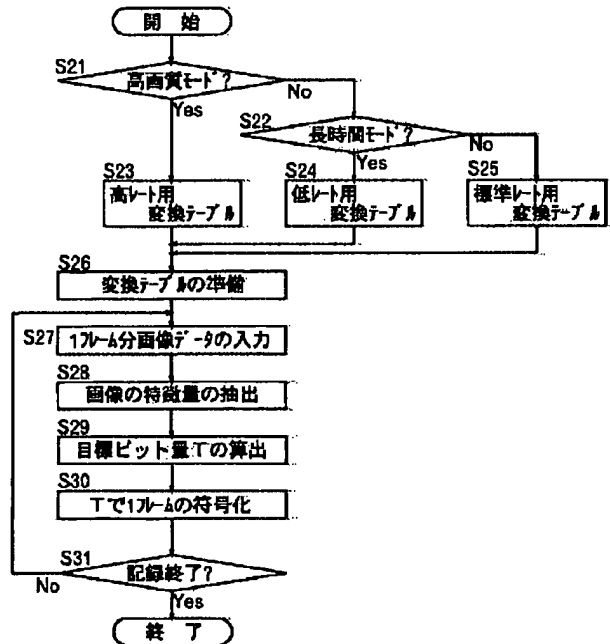 開 始
S21
高画質モード?
No
Yes
S22
長時間モード?
No
Yes
S23
高レート用
変換テーブル
S24
低レート用
変換テーブル
S25
標準レート用
変換テーブル
S26
変換テーブルの準備
S27
1フレーム分画像データの入力
S28
画像の特徴量の抽出
S29
目標ビット量Tの算出
S30
Tで1フレームの符号化
S31
記録終了?
No
Yes
終 了